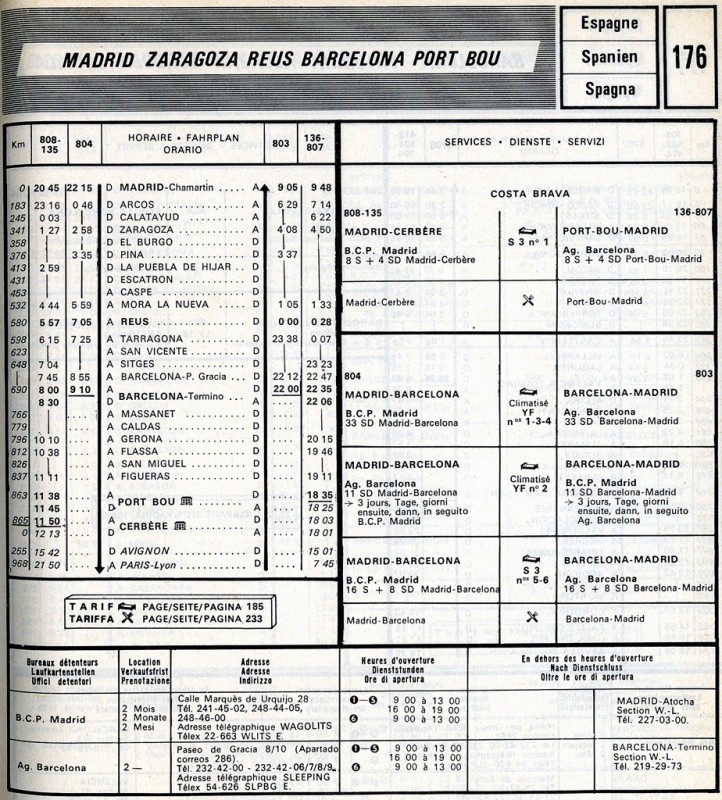 MADRID ZARAGOZA REUS BARCELONA PORT BOU
Espagne
Spanien
Spagna
176
Km 808-135 804 HORAIRE • FAHRPLAN ORARIO 803 136-807
0 20 45 22 15 D MADRID-Chamartin ..... A 9 05 9 48
183 23 16 0 46 D ARCOS ..... A 6 29 7 14
245 0 03 | D CALATAYUD ..... A | 6 22
341 1 27 2 58 D ZARAGOZA ..... A 4 08 4 50
358 | | D EL BURGO ..... D | |
376 | 3 35 D PINA ..... D 3 37 |
413 2 59 | D LA PUEBLA DE HIJAR .. D | |
431 | | D ESCATRON ..... D | |
453 | | A CASPE ..... D | |
532 4 44 5 59 A MORA LA NUEVA ..... D 1 05 1 33
580 5 57 7 05 A REUS ..... D 0 00 0 28
598 6 15 7 25 A TARRAGONA ..... D 23 38 0 07
623 | | A SAN VICENTE ..... D | |
648 7 04 | A SITGES ..... D | 23 23
| 7 45 8 55 A BARCELONA-P. Gracia ... D 22 12 22 47
690 8 00 9 10 A BARCELONA-Termino ... D 22 00 22 35
8 30 D A 22 06
766 | .... A MASSANET ..... D .... |
779 | .... A CALDAS ..... D .... |
796 10 10 .... A GERONA ..... D .... 20 15
812 10 38 .... A FLASSA ..... D .... 19 46
826 | .... A SAN MIGUEL ..... D .... |
837 11 11 .... A FIGUERAS ..... D .... 19 11
863 11 38 .... A PORT BOU ..... D .... 18 35
11 45 .... D A .... 18 25
865 11 50 .... A CERBÈRE ..... D .... 18 03
0 12 13 .... D A .... 18 01
255 15 42 .... D AVIGNON ..... D .... 15 01
968 21 50 .... A PARIS-Lyon ..... D .... 7 45
TARIF PAGE/SEITE/PAGINA 185
TARIFFA PAGE/SEITE/PAGINA 233
SERVICES • DIENSTE • SERVIZI
COSTA BRAVA
808-135 136-807
MADRID-CERBÈRE S 3 nº 1 PORT-BOU-MADRID
B.C.P. Madrid Ag. Barcelona
8 S + 4 SD Madrid-Cerbère 8 S + 4 SD Port-Bou-Madrid
Madrid-Cerbère Port-Bou-Madrid
804 803
MADRID-BARCELONA Climatisé BARCELONA-MADRID
B.C.P. Madrid YF Ag. Barcelona
33 SD Madrid-Barcelona nos 1-3-4 33 SD Barcelona-Madrid
MADRID-BARCELONA BARCELONA-MADRID
Ag. Barcelona Climatisé B.C.P. Madrid
11 SD Madrid-Barcelona YF nº 2 11 SD Barcelona-Madrid
→ 3 jours, Tage, giorni → 3 jours, Tage, giorni
ensuite, dann, in seguito ensuite, dann, in seguito
B.C.P. Madrid Ag. Barcelona
MADRID-BARCELONA S 3 BARCELONA-MADRID
B.C.P. Madrid nos 5-6 Ag. Barcelona
16 S + 8 SD Madrid-Barcelona 16 S + 8 SD Barcelona-Madrid
Madrid-Barcelona Barcelona-Madrid
Bureaux détenteurs Location Adresse Heures d'ouverture En dehors des heures d'ouverture
Laufkartenstellen Verkaufsfrist Adresse Dienststunden Nach Dienstschluss
Uffici detentori Prenotazione Indirizzo Ore di apertura Oltre le ore di apertura
B.C.P. Madrid
2 Mois
2 Monate
2 Mesi
Calle Marquès de Urquijo 28,
Tél. 241-45-02, 248-44-05,
248-46-00
Adresse télégraphique WAGOLITS
Télex 22-663 WLITS E.
❶—❺ 9 00 à 13 00
16 00 à 19 00
❻ 9 00 à 13 00
MADRID-Atocha
Section W.-L.
Tél. 227-03-00.
Ag. Barcelona
2 —
Paseo de Gracia 8/10 (Apartado
correos 286).
Tél. 232-42-00 - 232-42-06/7/8/9.
Adresse télégraphique SLEEPING
Télex 54-626 SLPBG E.
❶—❺ 9 00 à 13 00
16 00 à 19 00
❻ 9 00 à 13 00
BARCELONA-Termino
Section W.-L.
Tél. 219-29-73